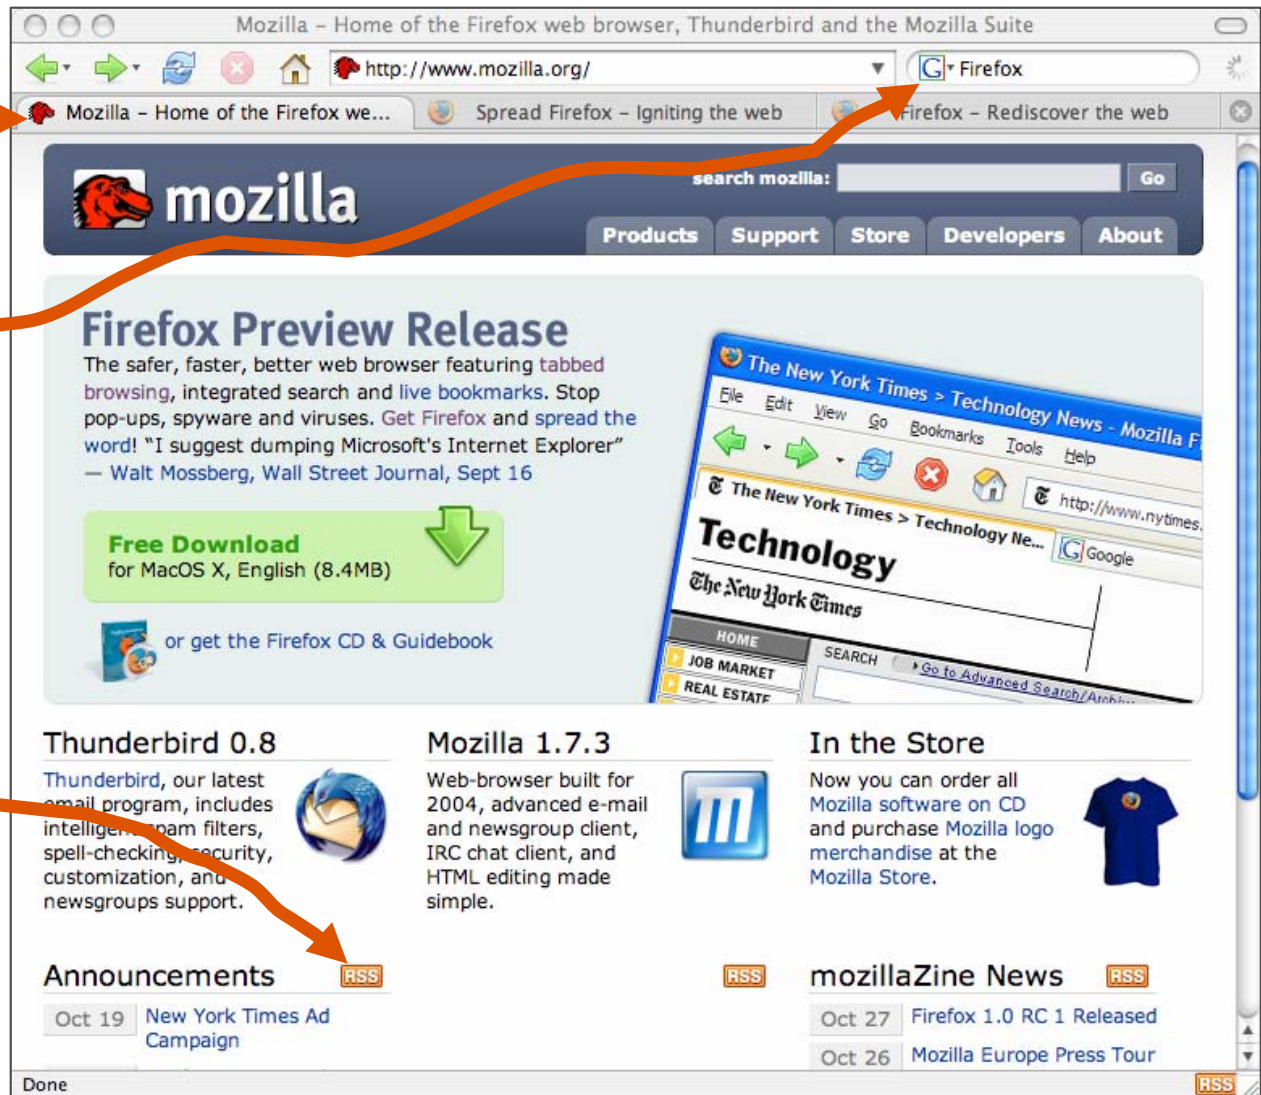 Mozilla – Home of the Firefox web browser, Thunderbird and the Mozilla Suite
http://www.mozilla.org/
G Firefox
Mozilla – Home of the Firefox we...
Spread Firefox – Igniting the web
Firefox – Rediscover the web
mozilla
search mozilla:
Go
Products
Support
Store
Developers
About
Firefox Preview Release
The safer, faster, better web browser featuring tabbed
browsing, integrated search and live bookmarks. Stop
pop-ups, spyware and viruses. Get Firefox and spread the
word! “I suggest dumping Microsoft's Internet Explorer”
— Walt Mossberg, Wall Street Journal, Sept 16
Free Download
for MacOS X, English (8.4MB)
or get the Firefox CD & Guidebook
The New York Times > Technology News - Mozilla F
File Edit View Go Bookmarks Tools Help
http://www.nytimes.
The New York Times > Technology Ne...
G Google
Technology
The New York Times
HOME
JOB MARKET
REAL ESTATE
SEARCH
Go to Advanced Search/Archive
Thunderbird 0.8
Thunderbird, our latest
email program, includes
intelligent spam filters,
spell-checking, security,
customization, and
newsgroups support.
Mozilla 1.7.3
Web-browser built for
2004, advanced e-mail
and newsgroup client,
IRC chat client, and
HTML editing made
simple.
m
In the Store
Now you can order all
Mozilla software on CD
and purchase Mozilla logo
merchandise at the
Mozilla Store.
Announcements
RSS
Oct 19 New York Times Ad
Campaign
RSS
mozillaZine News
RSS
Oct 27 Firefox 1.0 RC 1 Released
Oct 26 Mozilla Europe Press Tour
Done
RSS